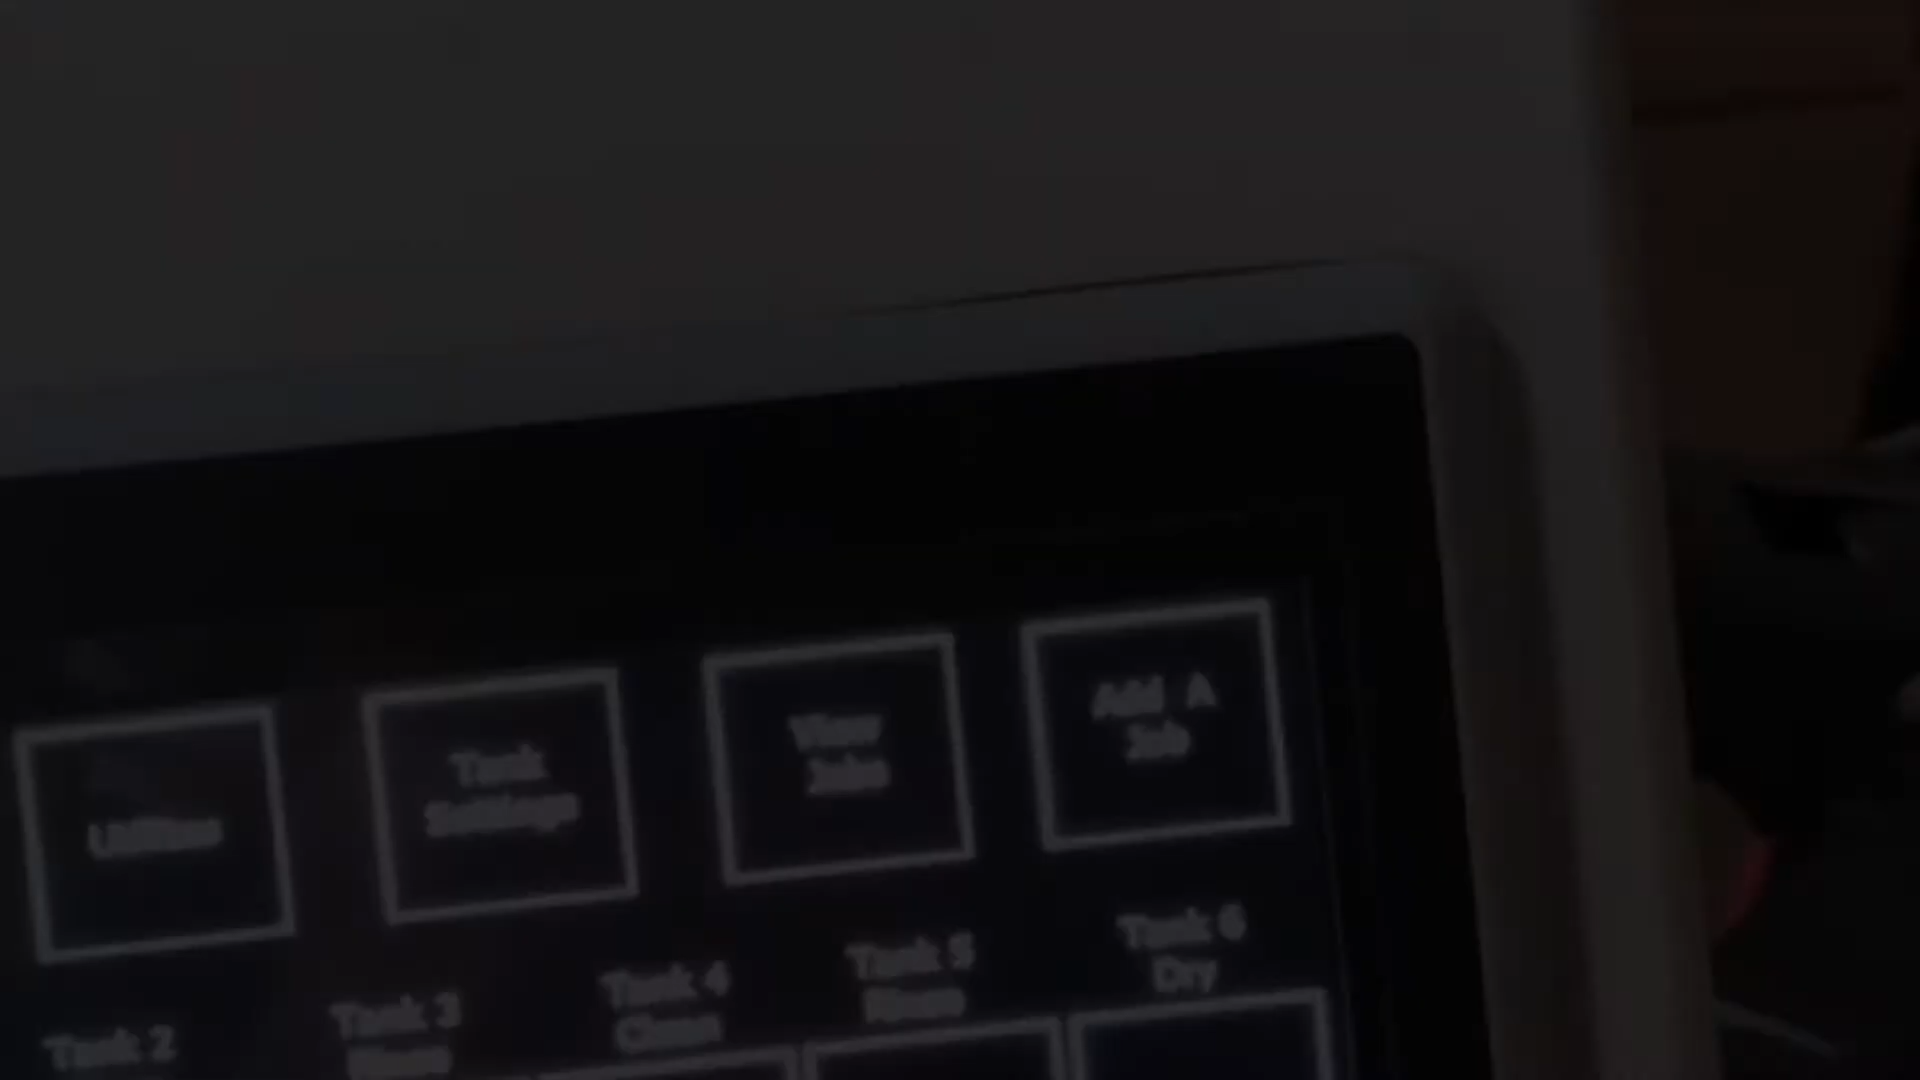 Utilities
Tank
Settings
View
Jobs
Add A
Job
Tank 2
Tank 3
Rinse
Tank 4
Clean
Tank 5
Rinse
Tank 6
Dry